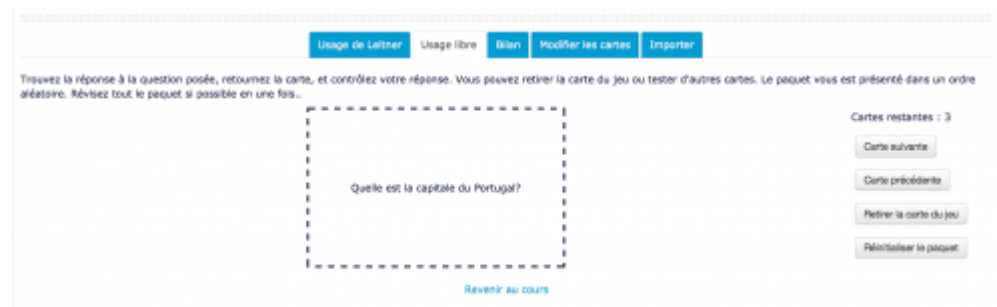 Usage de Leitner Usage libre Bilan Modifier les cartes Importer
Trouvez la réponse à la question posée, retournez la carte, et contrôlez votre réponse. Vous pouvez retirer la carte du jeu ou tester d'autres cartes. Le paquet vous est présenté dans un ordre
aléatoire. Révisez tout le paquet si possible en une fois..
Cartes restantes : 3
Carte suivante
Quelle est la capitale du Portugal?
Carte précédente
Retirer la carte du jeu
Réinitialiser le paquet
Revenir au cours